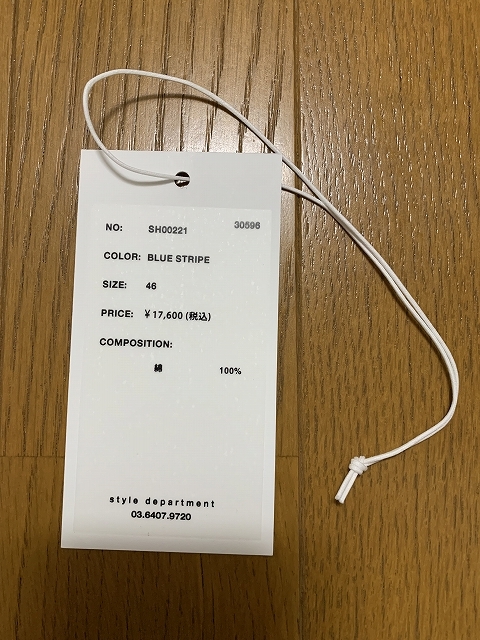 NO: SH00221 30596
COLOR: BLUE STRIPE
SIZE: 46
PRICE: ￥17,600 (税込)
COMPOSITION:
綿 100%
style department
03.6407.9720